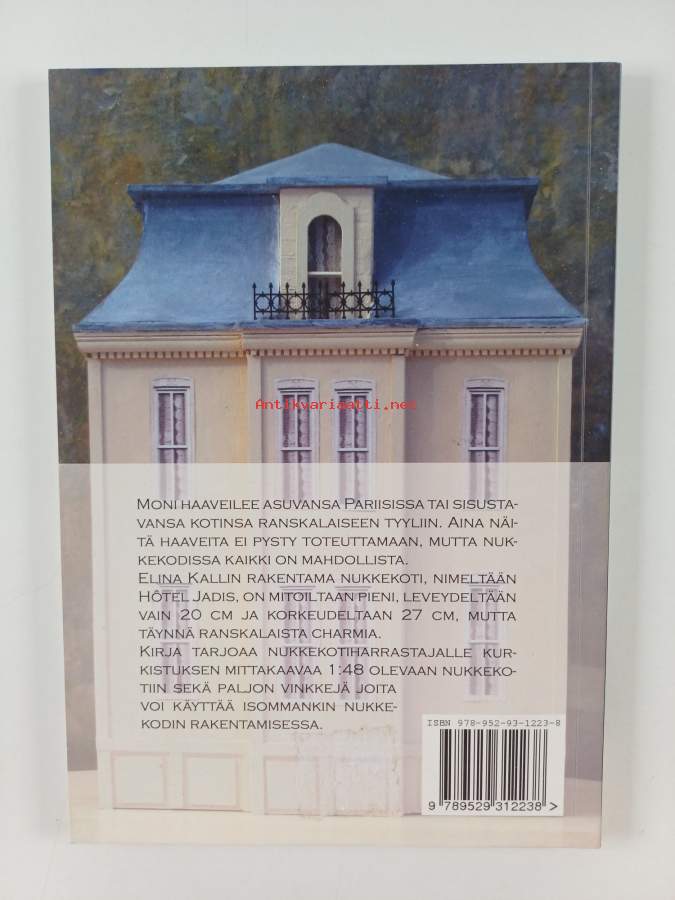 Antikvariaatti.net
MONI HAAVEILEE ASUVANSA PARIISISSA TAI SISUSTA-
VANSA KOTINSA RANSKALAISEEN TYYLIIN. AINA NÄI-
TÄ HAAVEITA EI PYSTY TOTEUTTAMAAN, MUTTA NUK-
KEKODISSA KAIKKI ON MAHDOLLISTA.
ELINA KALLIN RAKENTAMA NUKKEKOTI, NIMELTÄÄN
HÔTEL JADIS, ON MITOILTAAN PIENI, LEVEYDELTÄÄN
VAIN 20 CM JA KORKEUDELTAAN 27 CM, MUTTA
TÄYNNÄ RANSKALAISTA CHARMIA.
KIRJA TARJOAA NUKKEKOTIHARRASTAJALLE KUR-
KISTUKSEN MITTAKAAVAA 1:48 OLEVAAN NUKKEKO-
TIIN SEKÄ PALJON VINKKEJÄ JOITA
VOI KÄYTTÄÄ ISOMMANKIN NUKKE-
KODIN RAKENTAMISESSA.
ISBN 978-952-93-1223-8
9 789529 312238 >